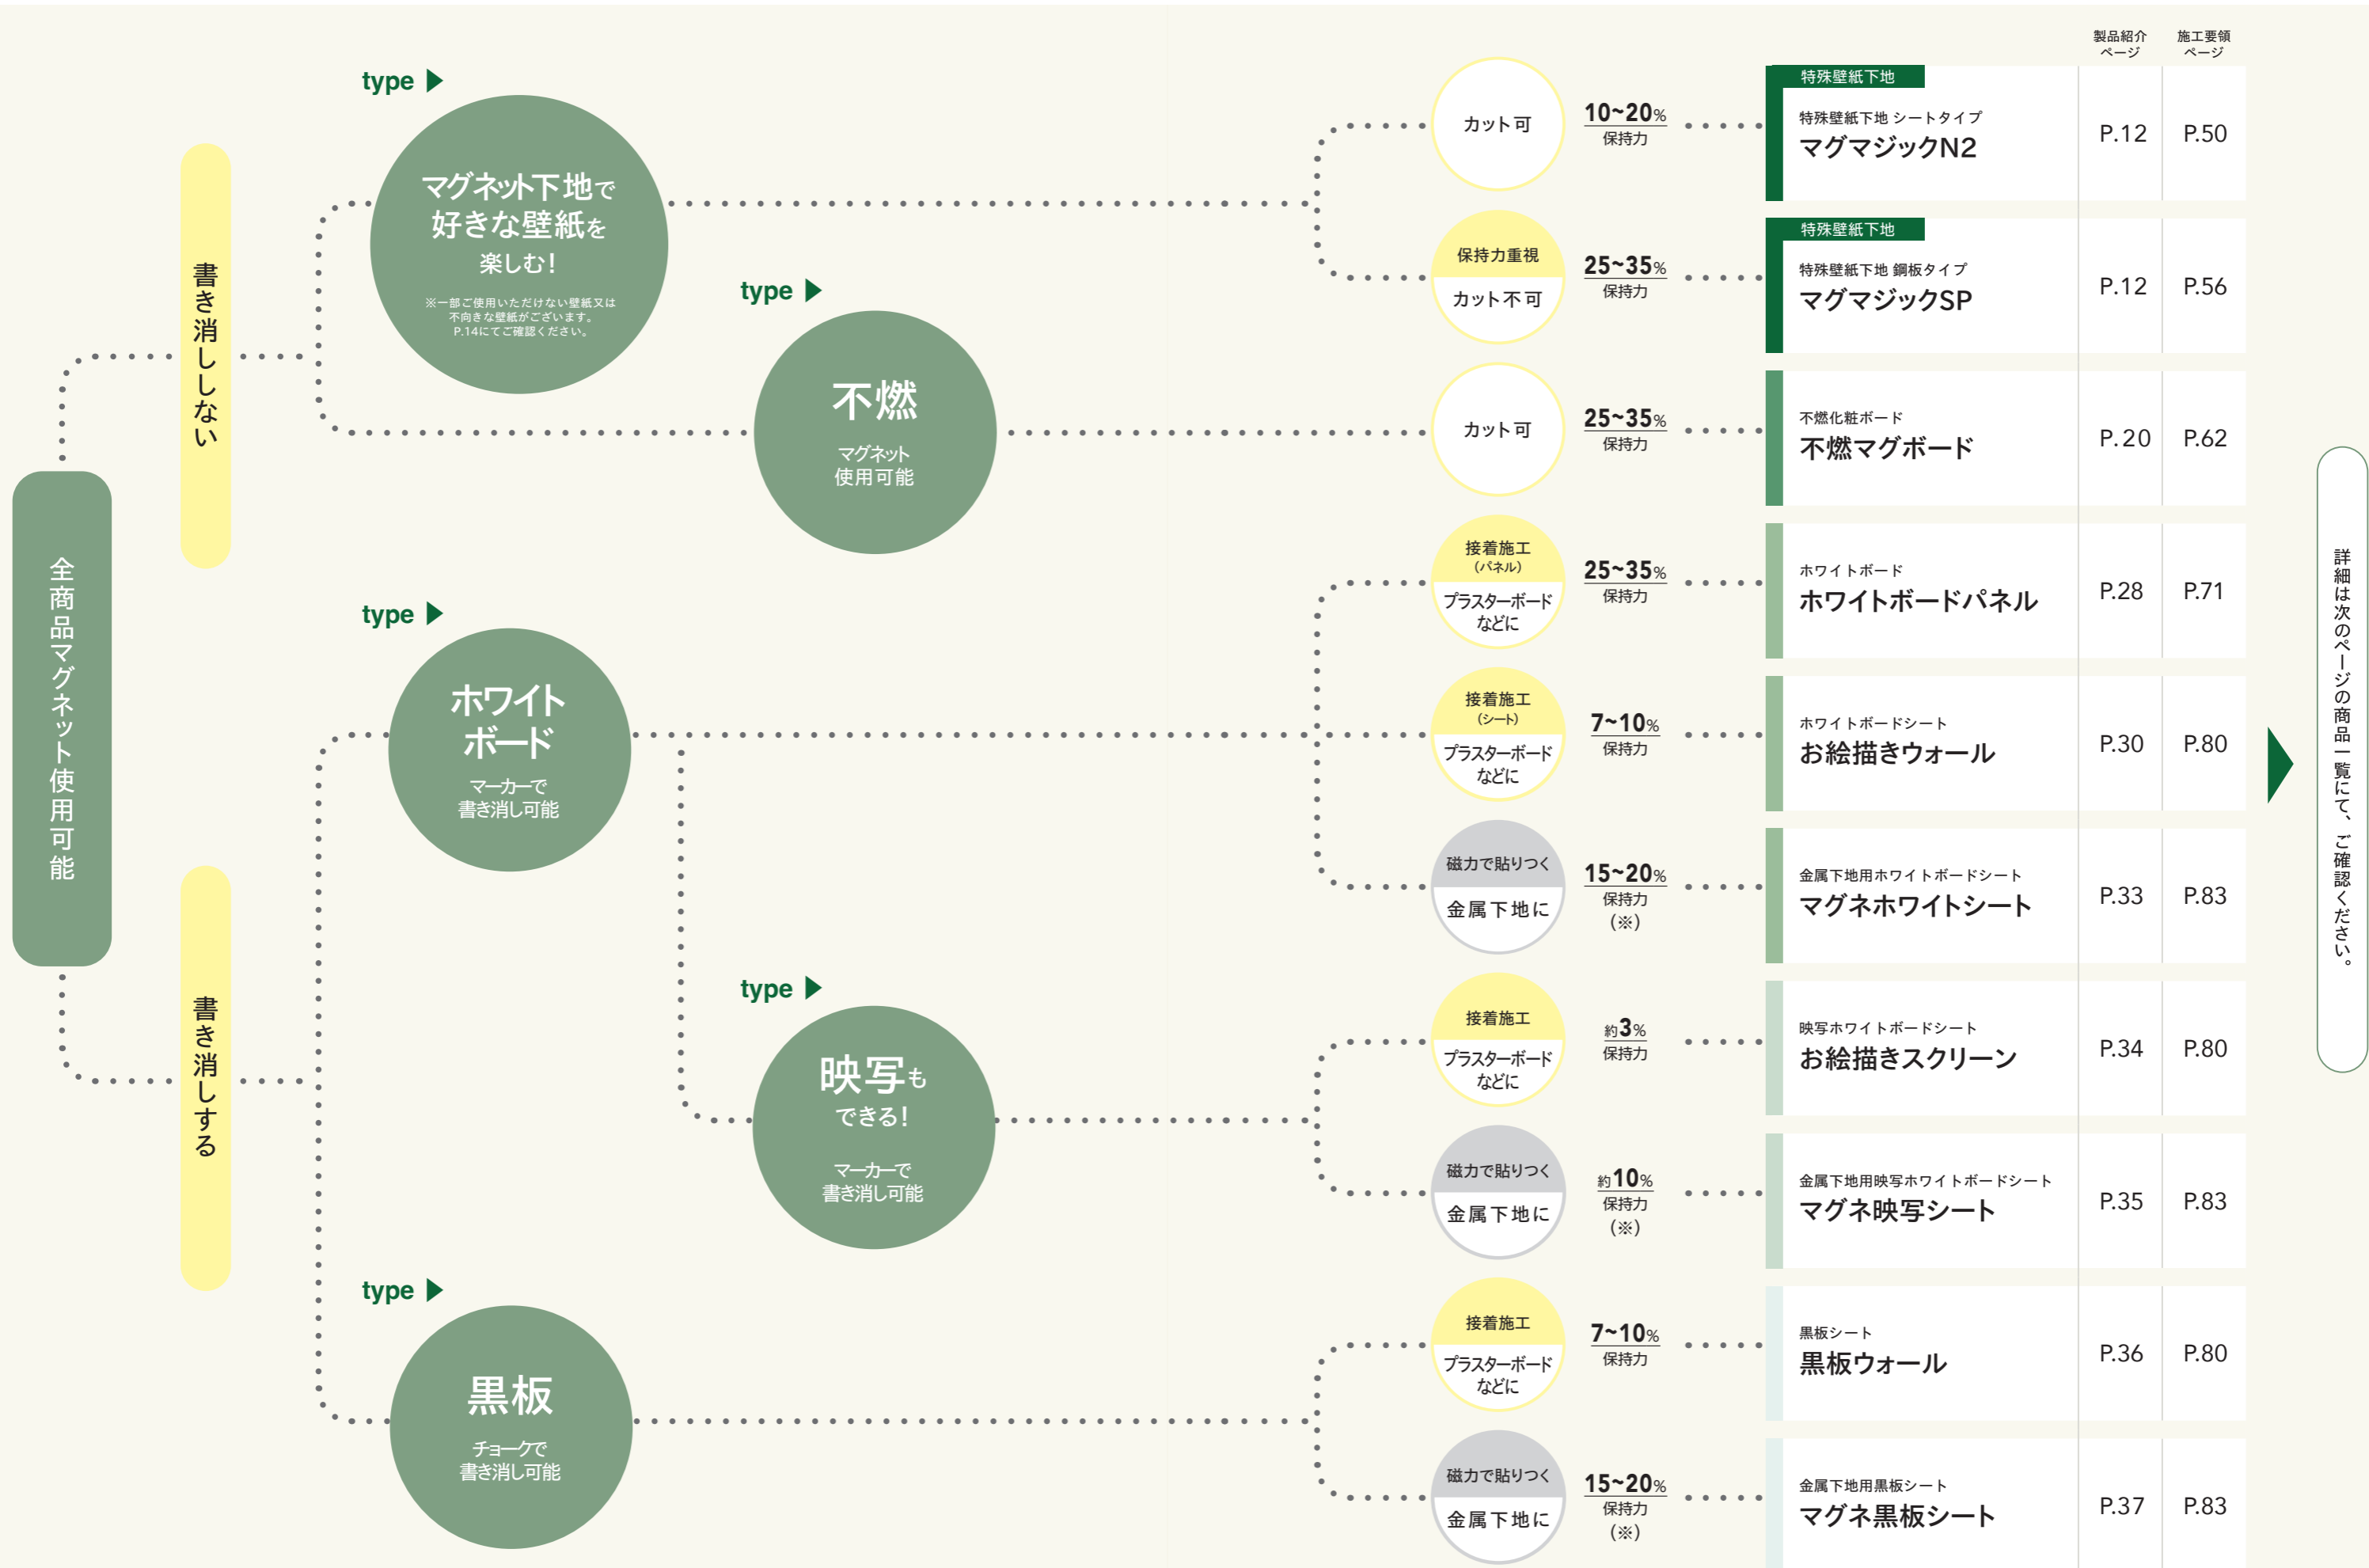 全商品マグネット使用可能
書き消ししない
type
マグネット下地で
好きな壁紙を
楽しむ!
※一部ご使用いただけない壁紙又は
不向きな壁紙がございます。
P.14にてご確認ください。
type
不燃
マグネット
使用可能
書き消しする
type
ホワイト
ボード
マーカーで
書き消し可能
type
映写も
できる!
マーカーで
書き消し可能
type
黒板
チョークで
書き消し可能
製品紹介
ページ
施工要領
ページ
カット可
10~20%
保持力
特殊壁紙下地
特殊壁紙下地 シートタイプ
マグマジックN2
P.12
P.50
保持力重視
カット不可
25~35%
保持力
特殊壁紙下地
特殊壁紙下地 鋼板タイプ
マグマジックSP
P.12
P.56
カット可
25~35%
保持力
不燃化粧ボード
不燃マグボード
P.20
P.62
接着施工
(パネル)
プラスターボード
などに
25~35%
保持力
ホワイトボード
ホワイトボードパネル
P.28
P.71
接着施工
(シート)
プラスターボード
などに
7~10%
保持力
ホワイトボードシート
お絵描きウォール
P.30
P.80
磁力で貼りつく
金属下地に
15~20%
保持力
(※)
金属下地用ホワイトボードシート
マグネホワイトシート
P.33
P.83
接着施工
プラスターボード
などに
約3%
保持力
映写ホワイトボードシート
お絵描きスクリーン
P.34
P.80
磁力で貼りつく
金属下地に
約10%
保持力
(※)
金属下地用映写ホワイトボードシート
マグネ映写シート
P.35
P.83
接着施工
プラスターボード
などに
7~10%
保持力
黒板シート
黒板ウォール
P.36
P.80
磁力で貼りつく
金属下地に
15~20%
保持力
(※)
金属下地用黒板シート
マグネ黒板シート
P.37
P.83
詳細は次のページの商品一覧にて、ご確認ください。